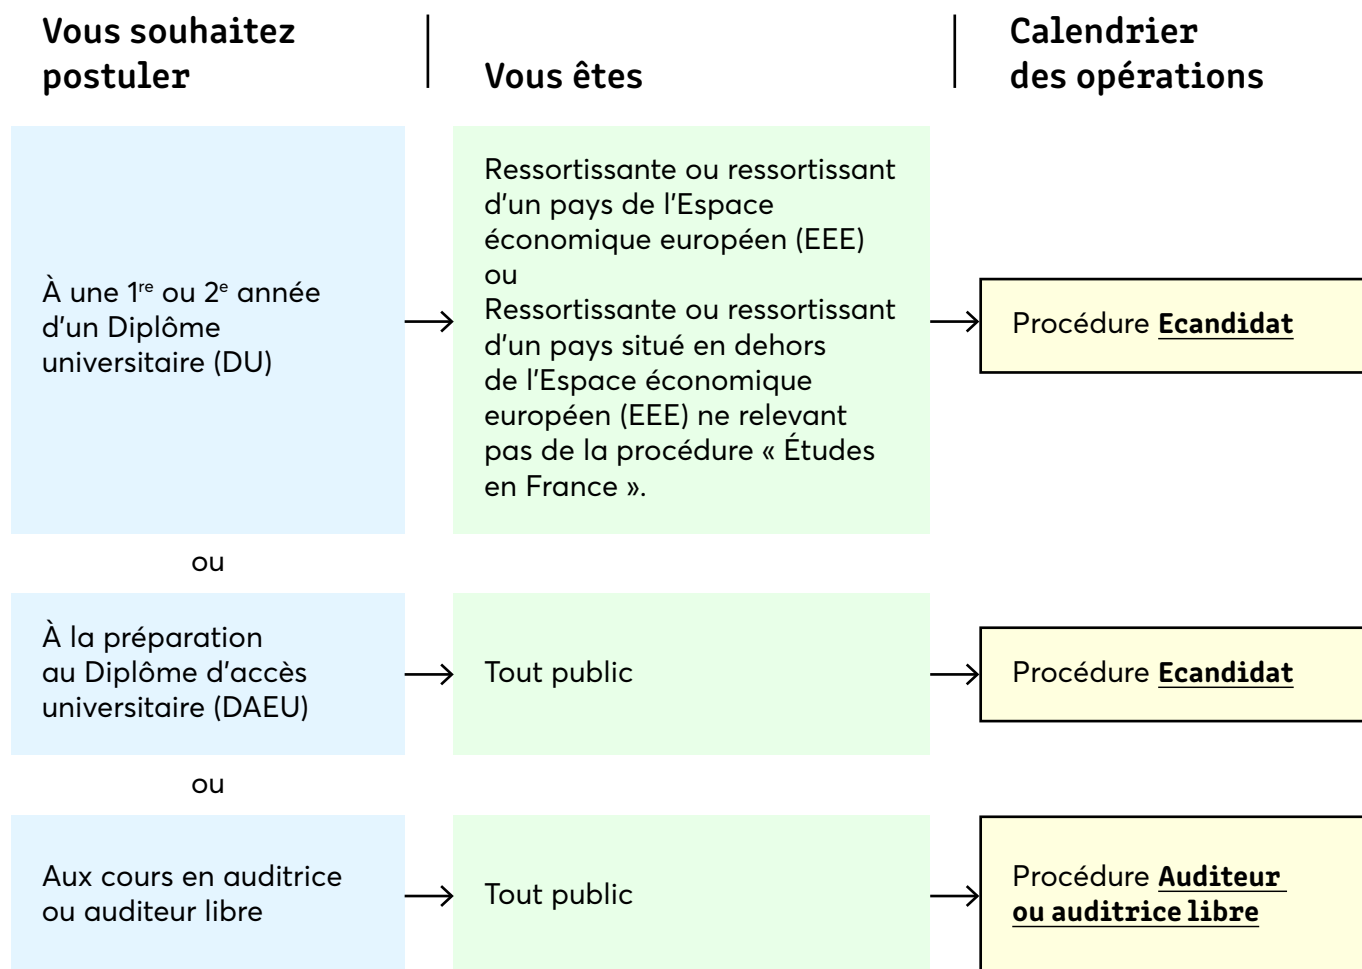 Vous souhaitez
postuler
Vous êtes
Calendrier
des opérations
À une 1re ou 2e année
d'un Diplôme
universitaire (DU)
Ressortissante ou ressortissant
d'un pays de l'Espace
économique européen (EEE)
ou
Ressortissante ou ressortissant
d'un pays situé en dehors
de l'Espace économique
européen (EEE) ne relevant
pas de la procédure « Études
en France ».
Procédure Ecandidat
ou
À la préparation
au Diplôme d'accès
universitaire (DAEU)
Tout public
Procédure Ecandidat
ou
Aux cours en auditrice
ou auditeur libre
Tout public
Procédure Auditeur
ou auditrice libre